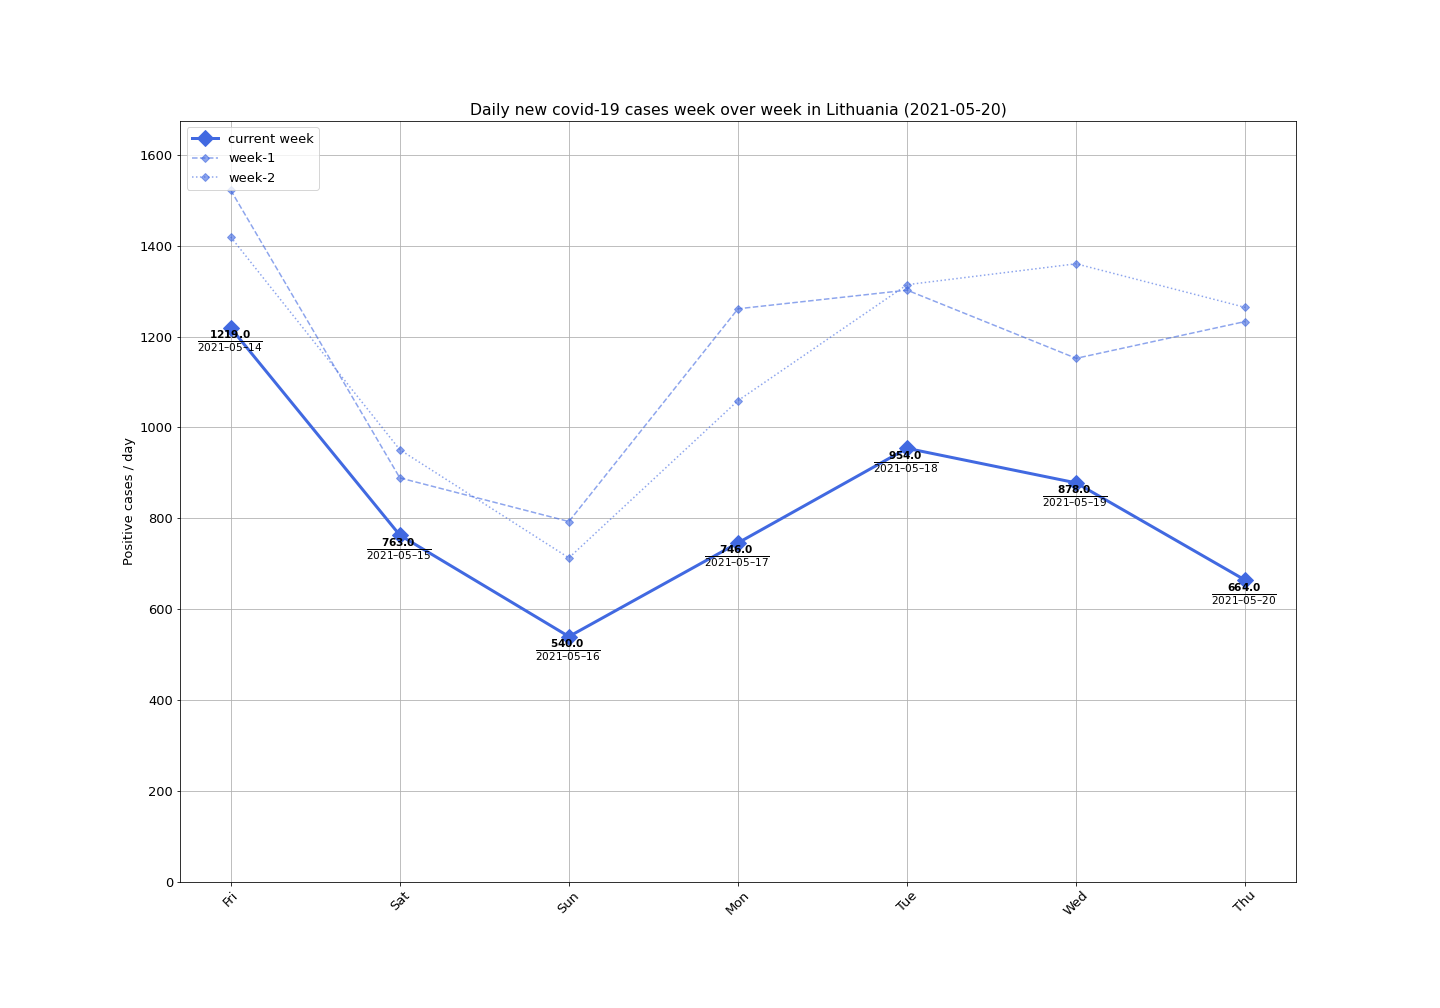 Daily new covid-19 cases week over week in Lithuania (2021-05-20)
current week
week-1
week-2
1600
1400
1200
1000
800
600
400
200
0
Positive cases / day
1219.0
2021-05-14
763.0
2021-05-15
540.0
2021-05-16
746.0
2021-05-17
954.0
2021-05-18
878.0
2021-05-19
664.0
2021-05-20
Fri
Sat
Sun
Mon
Tue
Wed
Thu